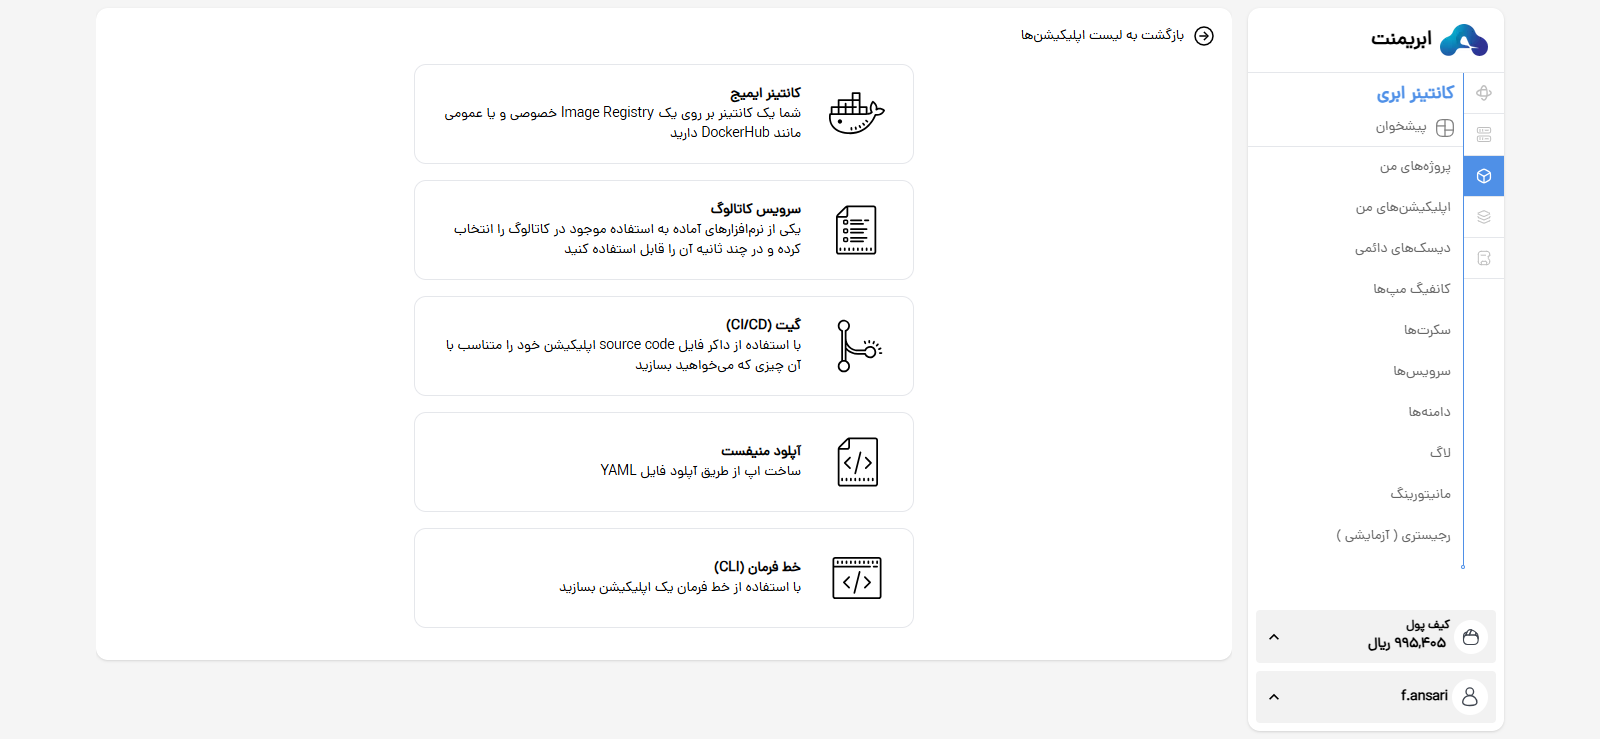 ابریمنت
کانتینر ابری
پیشخوان
پروژه‌های من
اپلیکیشن‌های من
دیسک‌های دائمی
کانفیگ مپ‌ها
سکرت‌ها
سرویس‌ها
دامنه‌ها
لاگ
مانیتورینگ
رجیستری ( آزمایشی )
کیف پول
۹۹۵,۴۰۵ ریال
f.ansari
بازگشت به لیست اپلیکیشن‌ها
کانتینر ایمیج
شما یک کانتینر بر روی یک Image Registry خصوصی و یا عمومی
مانند DockerHub دارید
سرویس کاتالوگ
یکی از نرم‌افزارهای آماده به استفاده موجود در کاتالوگ را انتخاب
کرده و در چند ثانیه آن را قابل استفاده کنید
گیت (CI/CD)
با استفاده از داکر فایل source code اپلیکیشن خود را متناسب با
آن چیزی که می‌خواهید بسازید
آپلود منیفست
ساخت اپ از طریق آپلود فایل YAML
خط فرمان (CLI)
با استفاده از خط فرمان یک اپلیکیشن بسازید